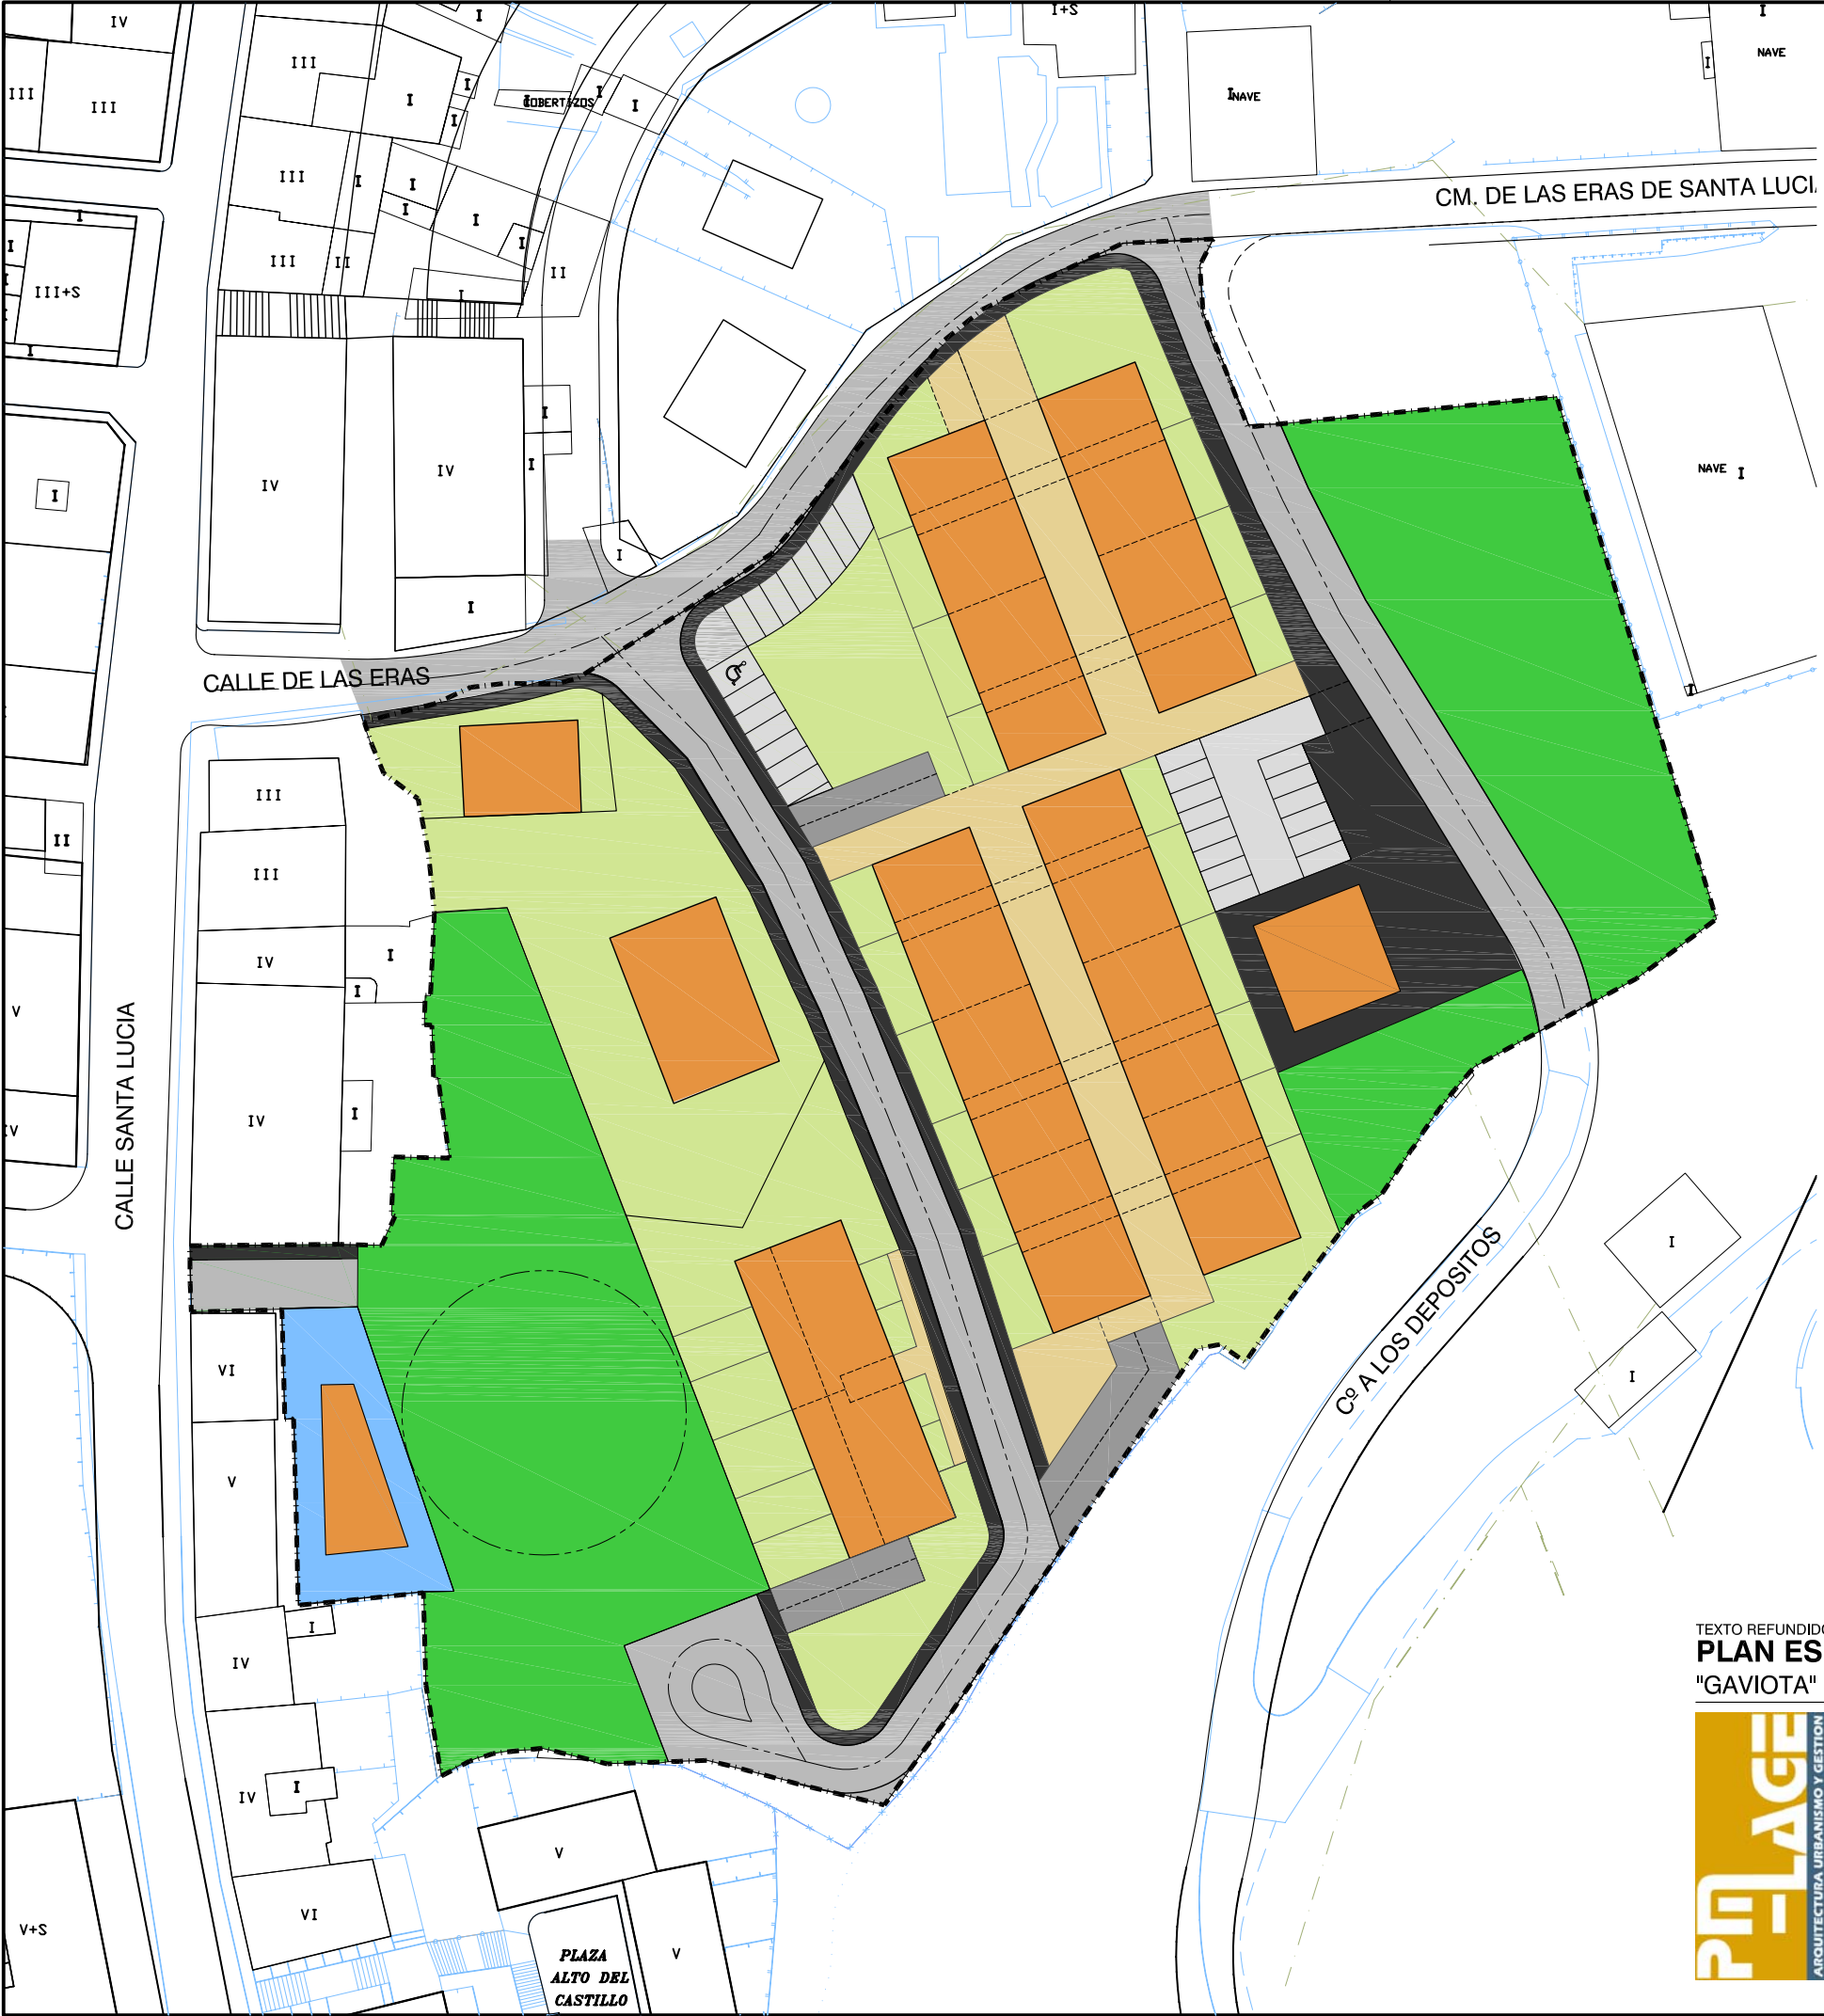 IV
I
I+S
I
III
NAVE
I
III
III
I
I
COBERTIZOS
I
I
I
I
NAVE
I
III
I
I
I
CM. DE LAS ERAS DE SANTA LUCI
I
I
I
I
III
II
II
III+S
I
I
I
IV
IV
I
NAVE I
I
I
I
I
CALLE DE LAS ERAS
I
III
II
III
IV
I
I
V
CALLE SANTA LUCIA
IV
I
IV
I
Cº A LOS DEPOSITOS
VI
I
V
I
IV
TEXTO REFUNDIDO
PLAN ES
"GAVIOTA"
IV
I
V
VI
V+S
V
PLAZA
ALTO DEL
CASTILLO
ARQUITECTURA URBANISMO Y GESTION